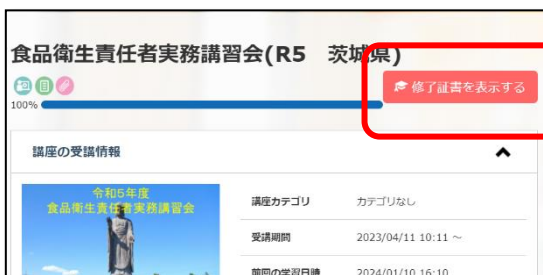 食品衛生責任者実務講習会(R5　茨城県)
100%
修了証書を表示する
講座の受講情報
令和5年度
食品衛生責任者実務講習会
講座カテゴリ
カテゴリなし
受講期間
2023/04/11 10:11 ～
前回の学習日時
2024/01/10 16:10